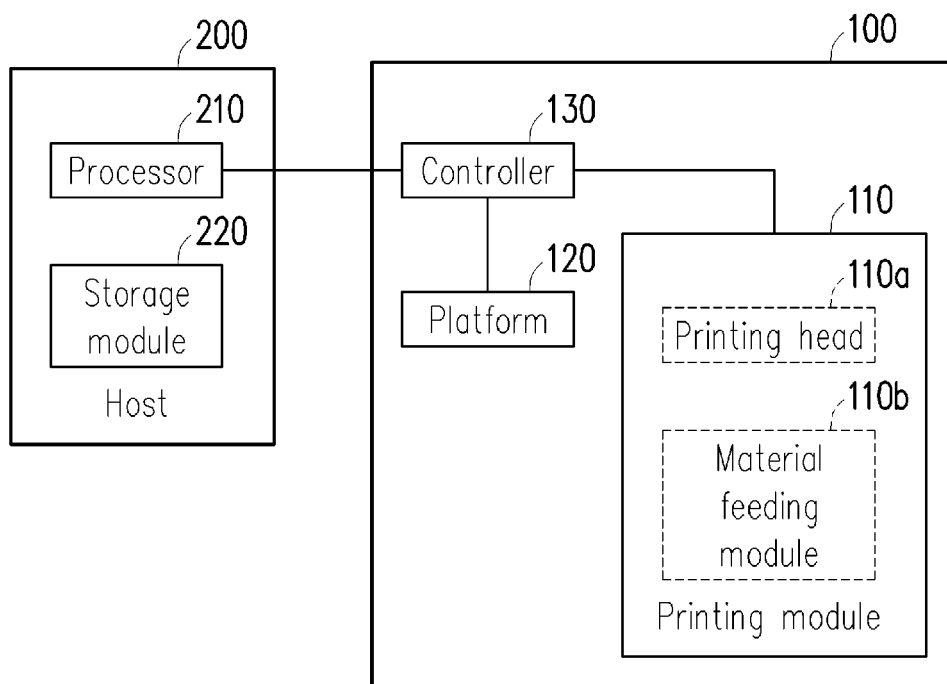 200
100
210
130
Processor
Controller
110
220
120
110a
Storage
module
Platform
Printing head
Host
110b
Material
feeding
module
Printing module